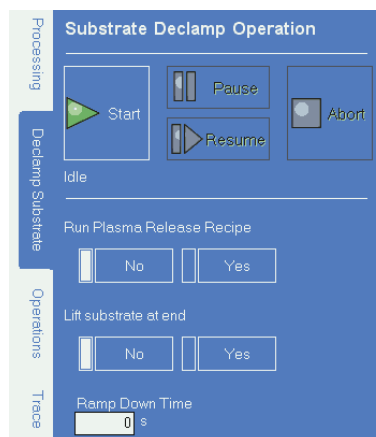 Processing
Declamp Substrate
Operations
Trace
Substrate Declamp Operation
Start
Pause
Resume
Abort
Idle
Run Plasma Release Recipe
No
Yes
Lift substrate at end
No
Yes
Ramp Down Time
0 s